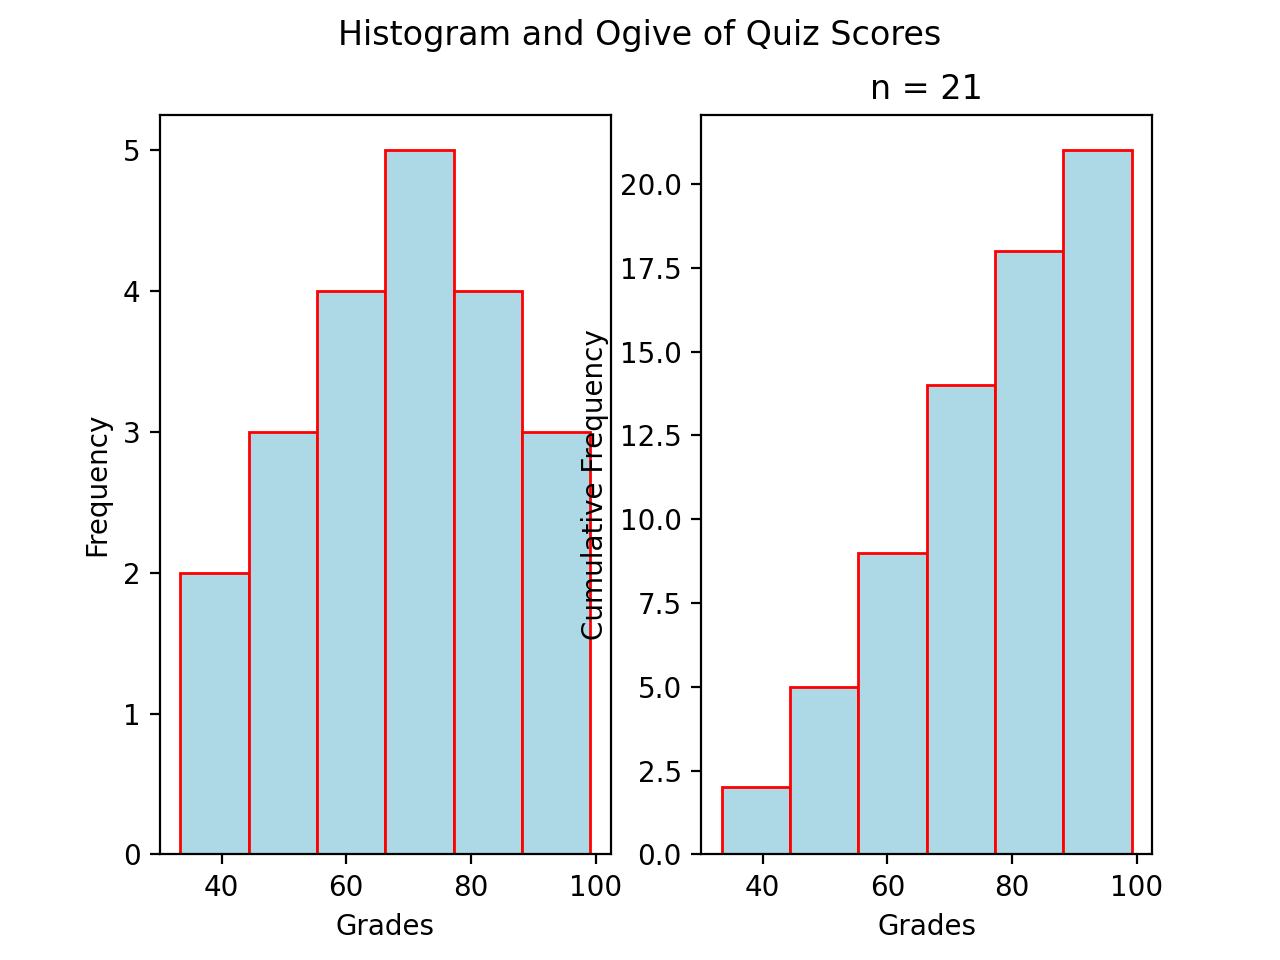 Histogram and Ogive of Quiz Scores
n = 21
5
4
3
2
1
0
Frequency
40 60 80 100
Grades
20.0
17.5
15.0
12.5
10.0
7.5
5.0
2.5
0.0
Cumulative Frequency
40 60 80 100
Grades